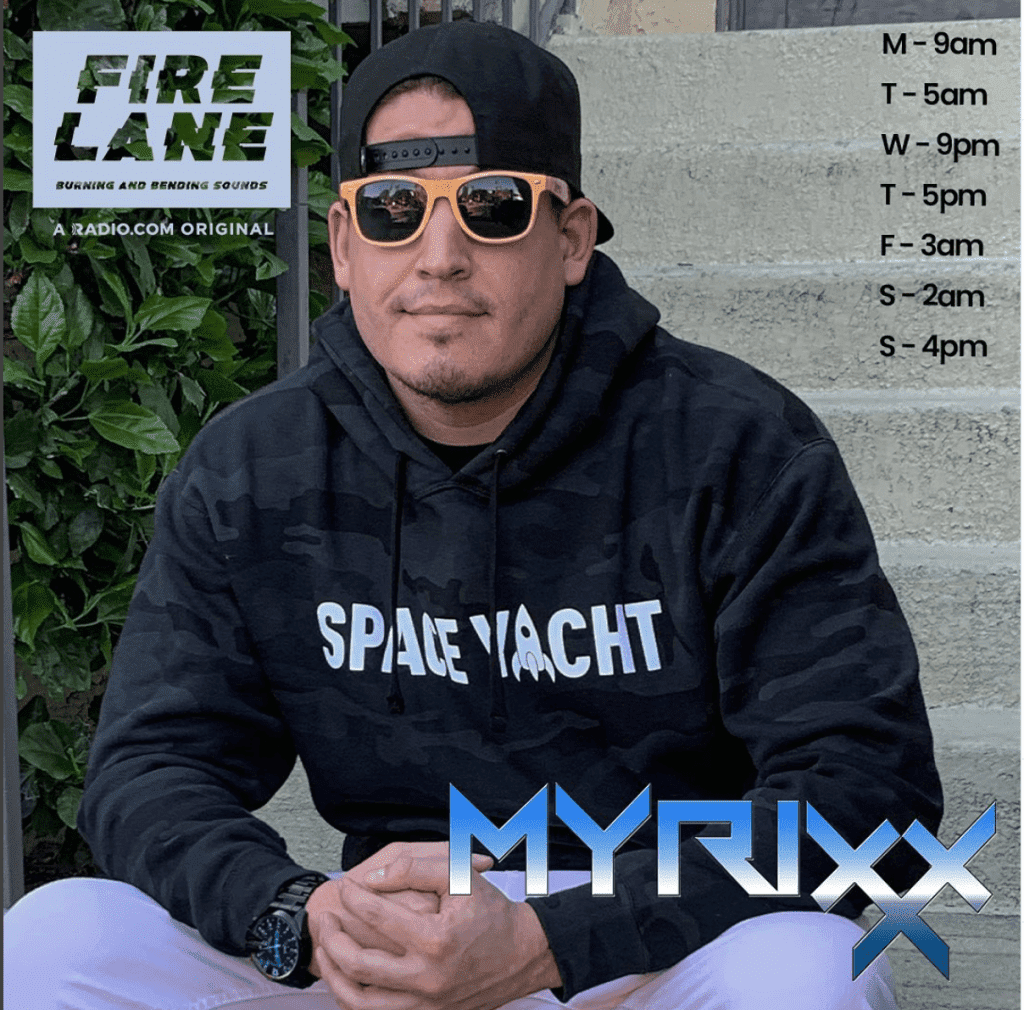 FIRE
LANE
BURNING AND BENDING SOUNDS
A RADIO.COM ORIGINAL
M - 9am
T - 5am
W - 9pm
T - 5pm
F - 3am
S - 2am
S - 4pm
SPACE YACHT
MYRIXX